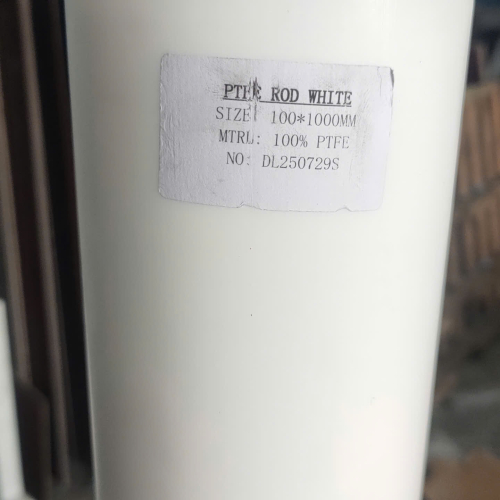 PTFE ROD WHITE
SIZE: 100*1000MM
MTRL: 100% PTFE
NO: DL250729S